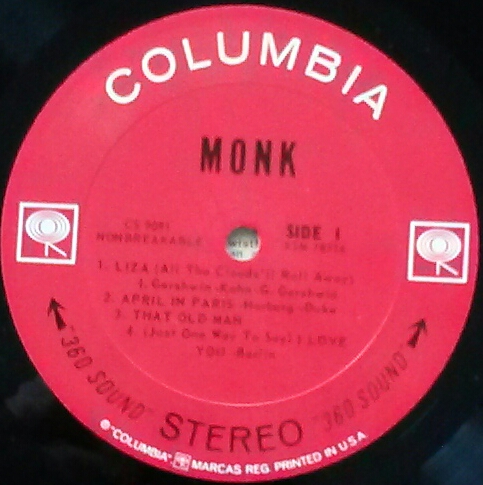 COLUMBIA
MONK
CS 9091
NONBREAKABLE
SIDE 1
1. LIZA (All The Clouds'll Roll Away)
I. Gershwin-Kahn-G. Gershwin
2. APRIL IN PARIS -Harburg-Duke
3. THAT OLD MAN
4. (Just One Way To Say) I LOVE
YOU -Berlin
"360 SOUND" STEREO "360 SOUND"
® "COLUMBIA" MARCAS REG. PRINTED IN U.S.A.